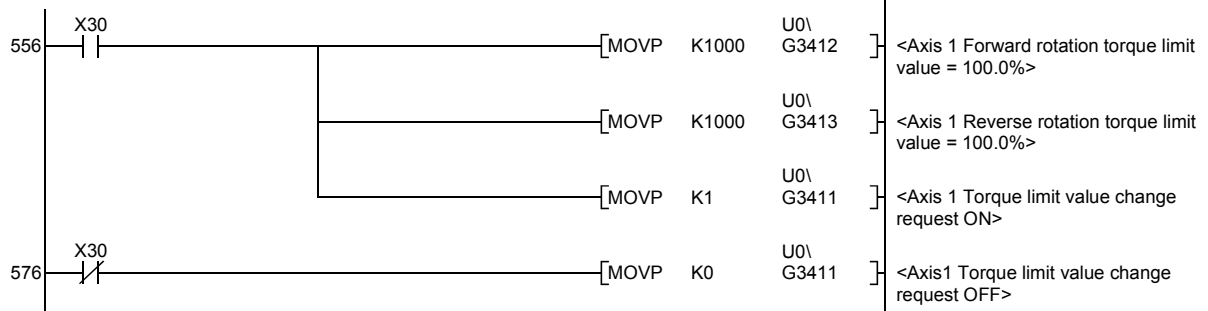 X30
556
MOVP K1000 U0\
G3412
<Axis 1 Forward rotation torque limit
value = 100.0%>
MOVP K1000 U0\
G3413
<Axis 1 Reverse rotation torque limit
value = 100.0%>
MOVP K1 U0\
G3411
<Axis 1 Torque limit value change
request ON>
X30
576
MOVP K0 U0\
G3411
<Axis1 Torque limit value change
request OFF>